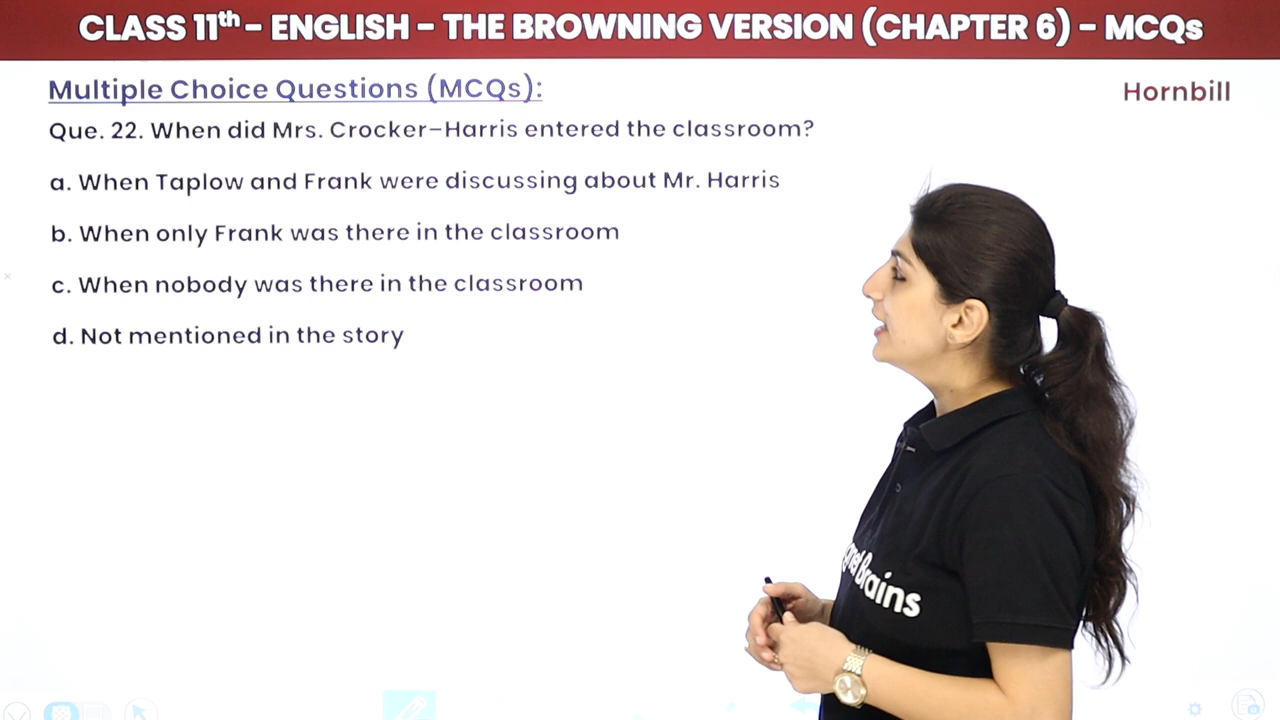 CLASS 11th - ENGLISH - THE BROWNING VERSION (CHAPTER 6) - MCQs
Multiple Choice Questions (MCQs):
Hornbill
Que. 22. When did Mrs. Crocker-Harris entered the classroom?
a. When Taplow and Frank were discussing about Mr. Harris
b. When only Frank was there in the classroom
c. When nobody was there in the classroom
d. Not mentioned in the story
Brains